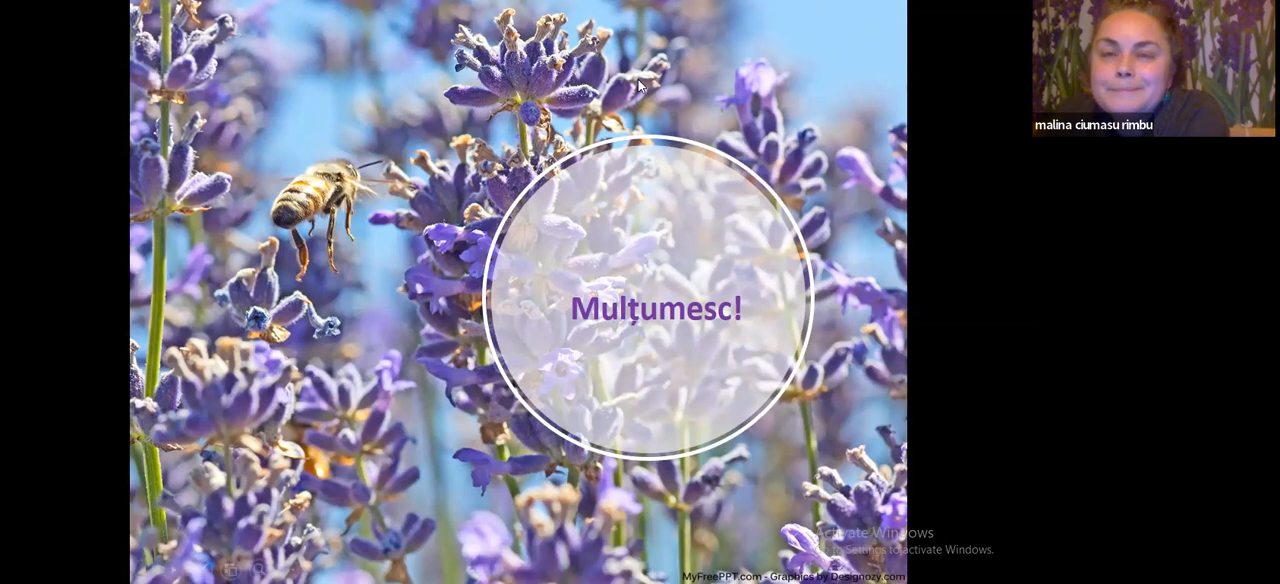 malina ciumasu rimbu
Mulțumesc!
Activate Windows
Go to Settings to activate Windows.
MyFreePPT.com - Graphics by Designozy.com